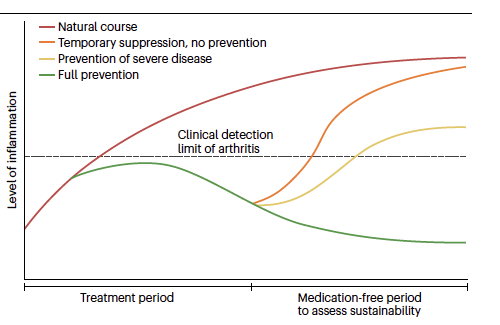 Natural course
Temporary suppression, no prevention
Prevention of severe disease
Full prevention
Clinical detection
limit of arthritis
Level of inflammation
Treatment period
Medication-free period
to assess sustainability